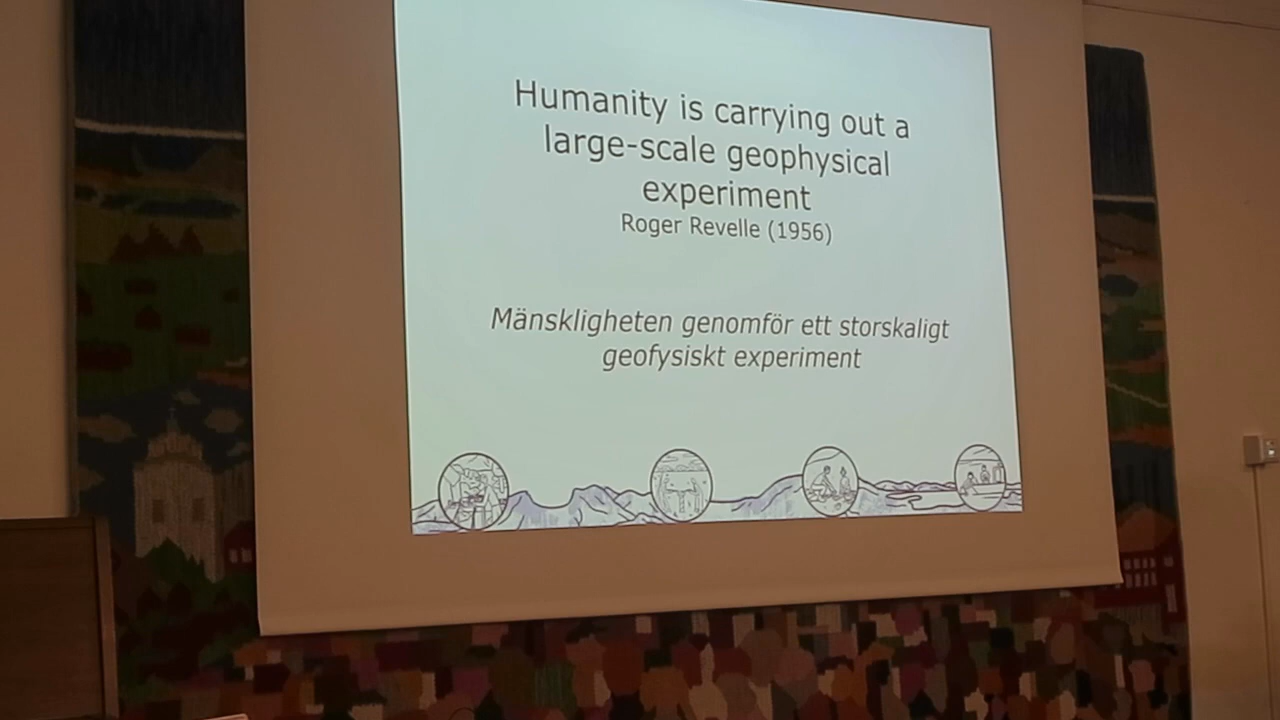 Humanity is carrying out a
large-scale geophysical
experiment
Roger Revelle (1956)
Mänskligheten genomför ett storskaligt
geofysiskt experiment